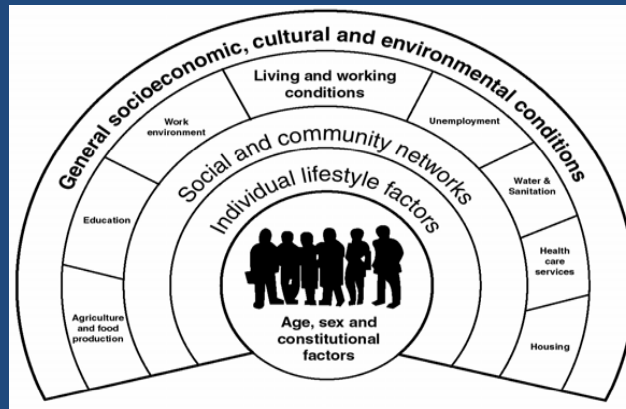 General socioeconomic, cultural and environmental conditions
Living and working
conditions
Work
environment
Unemployment
Education
Water &
Sanitation
Agriculture
and food
production
Health
care
services
Housing
Social and community networks
Individual lifestyle factors
Age, sex and
constitutional
factors